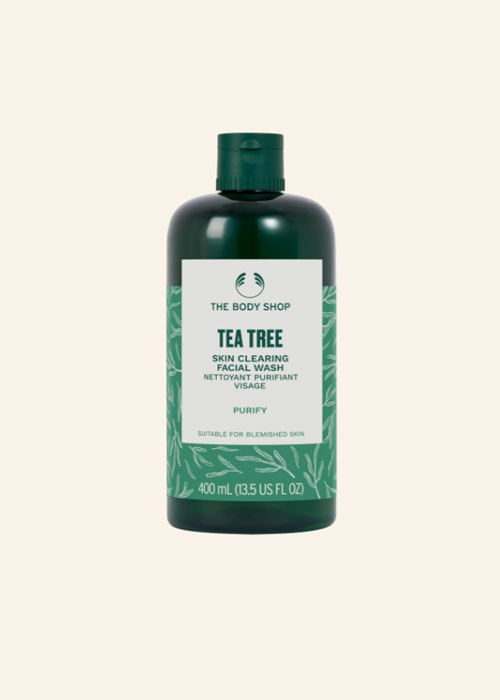 THE BODY SHOP
TEA TREE
SKIN CLEARING
FACIAL WASH
NETTOYANT PURIFIANT
VISAGE
PURIFY
SUITABLE FOR BLEMISHED SKIN
400 mL (13.5 US FL OZ)